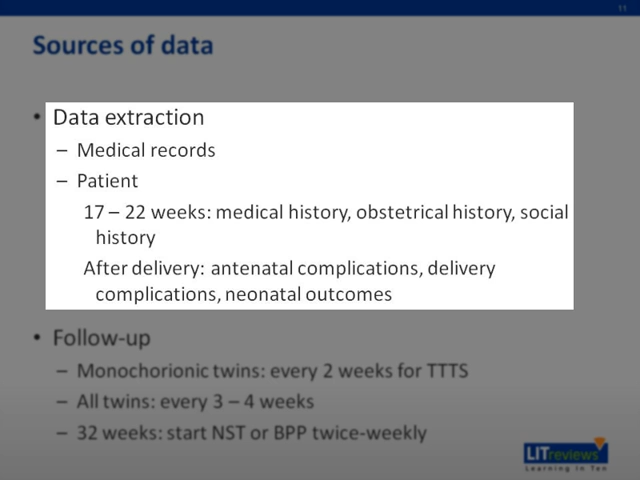 11
Sources of data
• Data extraction
– Medical records
– Patient
17 – 22 weeks: medical history, obstetrical history, social
history
After delivery: antenatal complications, delivery
complications, neonatal outcomes
• Follow-up
– Monochorionic twins: every 2 weeks for TTTS
– All twins: every 3 – 4 weeks
– 32 weeks: start NST or BPP twice-weekly
LITreviews
Learning In Ten